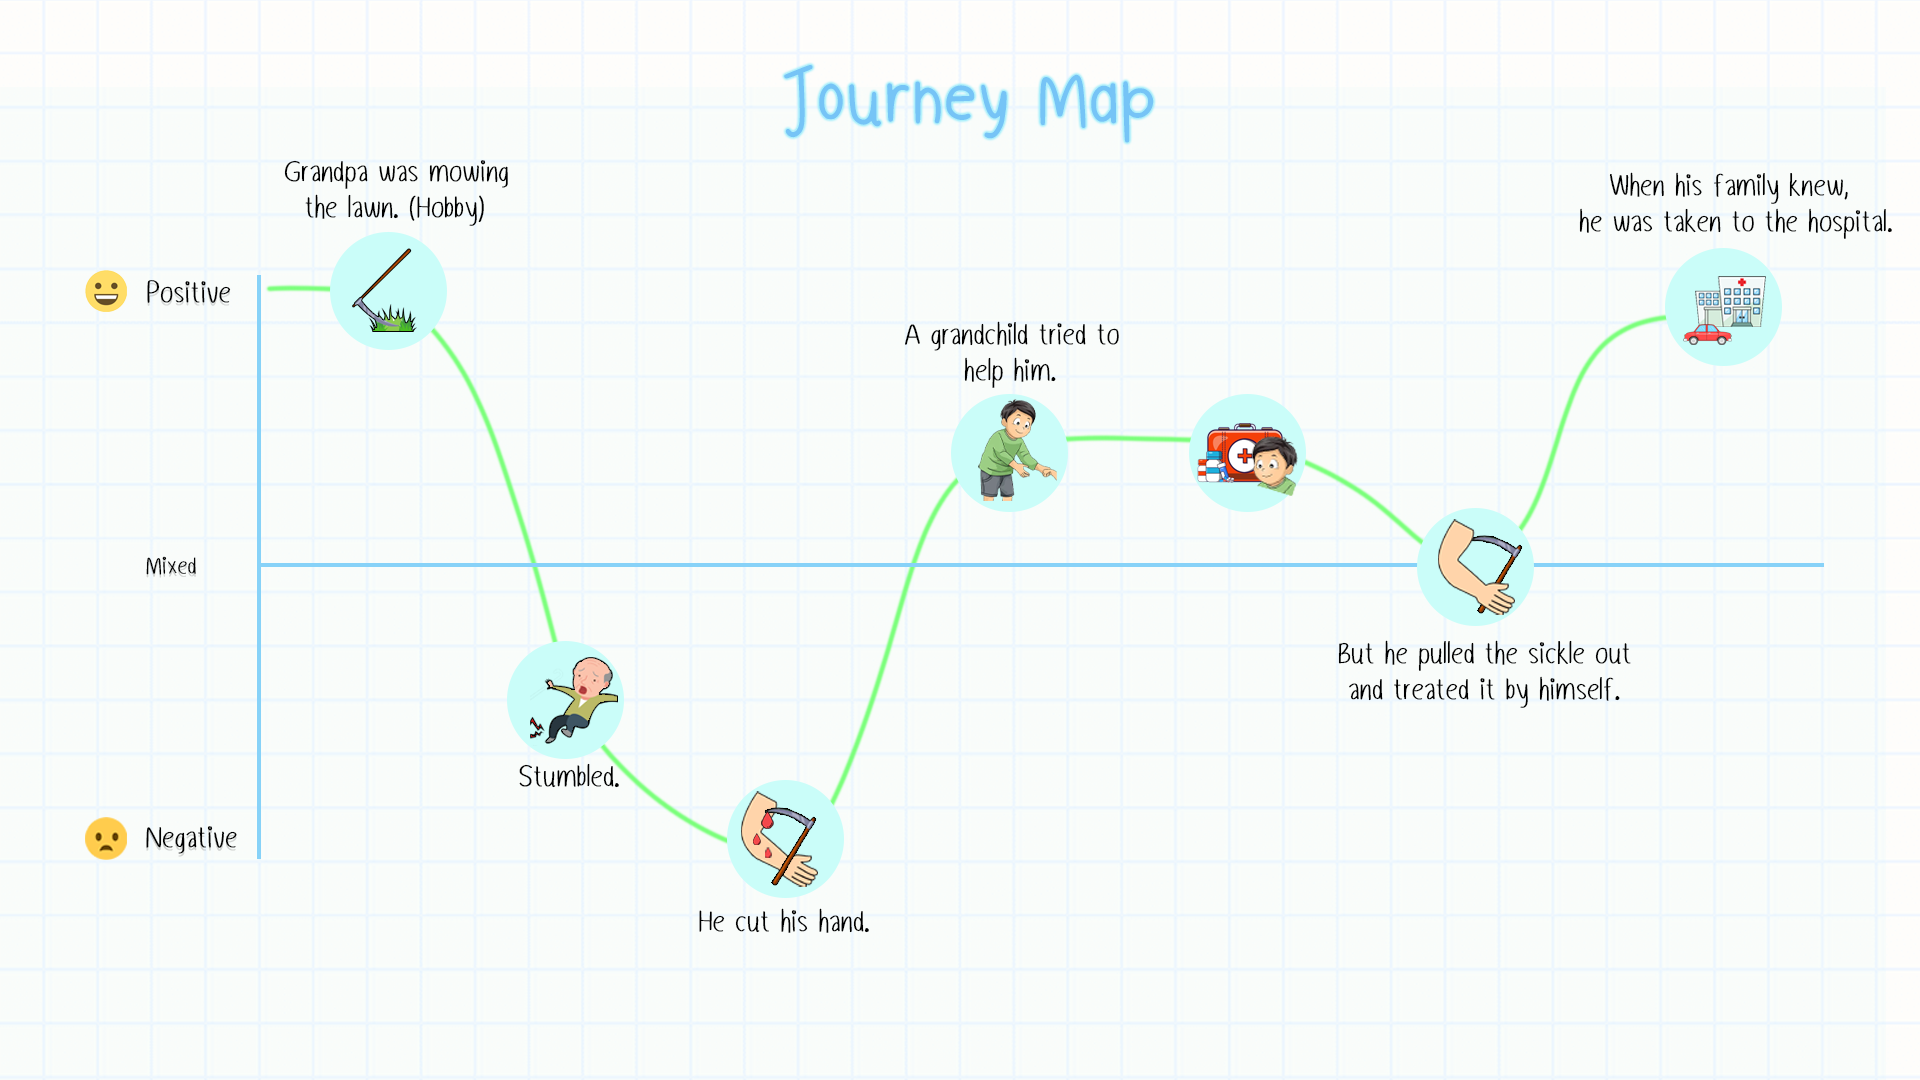 Journey Map
Grandpa was mowing
the lawn. (Hobby)
When his family knew,
he was taken to the hospital.
Positive
A grandchild tried to
help him.
Mixed
But he pulled the sickle out
and treated it by himself.
Stumbled.
Negative
He cut his hand.